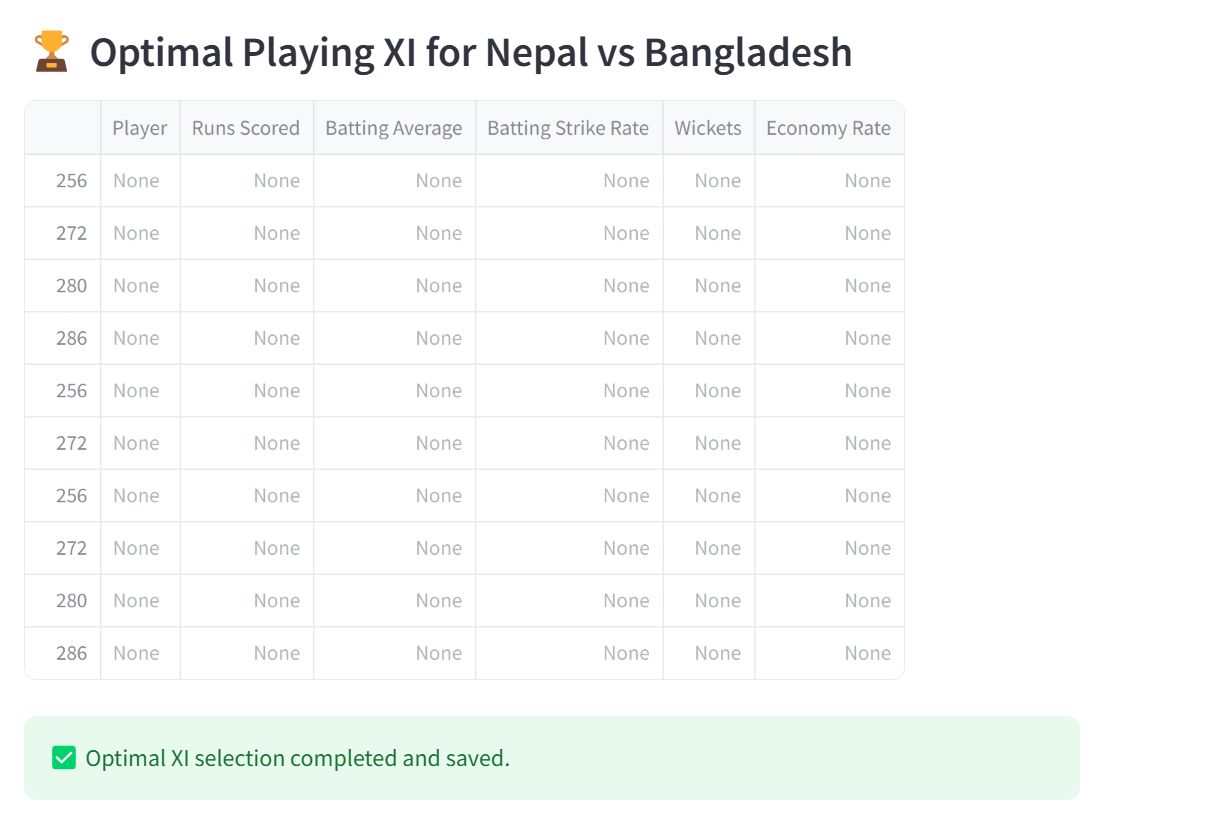 Optimal Playing XI for Nepal vs Bangladesh
Player Runs Scored Batting Average Batting Strike Rate Wickets Economy Rate
256 None None None None None None
272 None None None None None None
280 None None None None None None
286 None None None None None None
256 None None None None None None
272 None None None None None None
256 None None None None None None
272 None None None None None None
280 None None None None None None
286 None None None None None None
Optimal XI selection completed and saved.